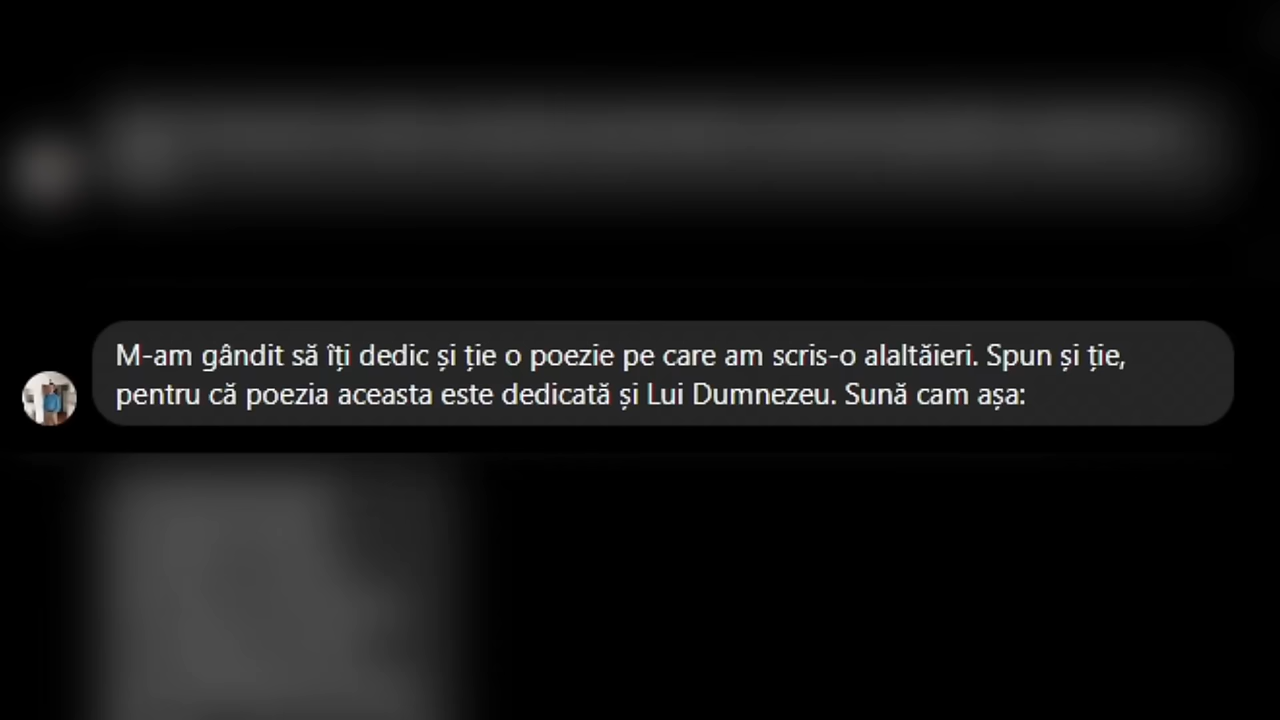 M-am gândit să îți dedic și ție o poezie pe care am scris-o alaltăieri. Spun și ție,
pentru că poezia aceasta este dedicată și Lui Dumnezeu. Sună cam așa: